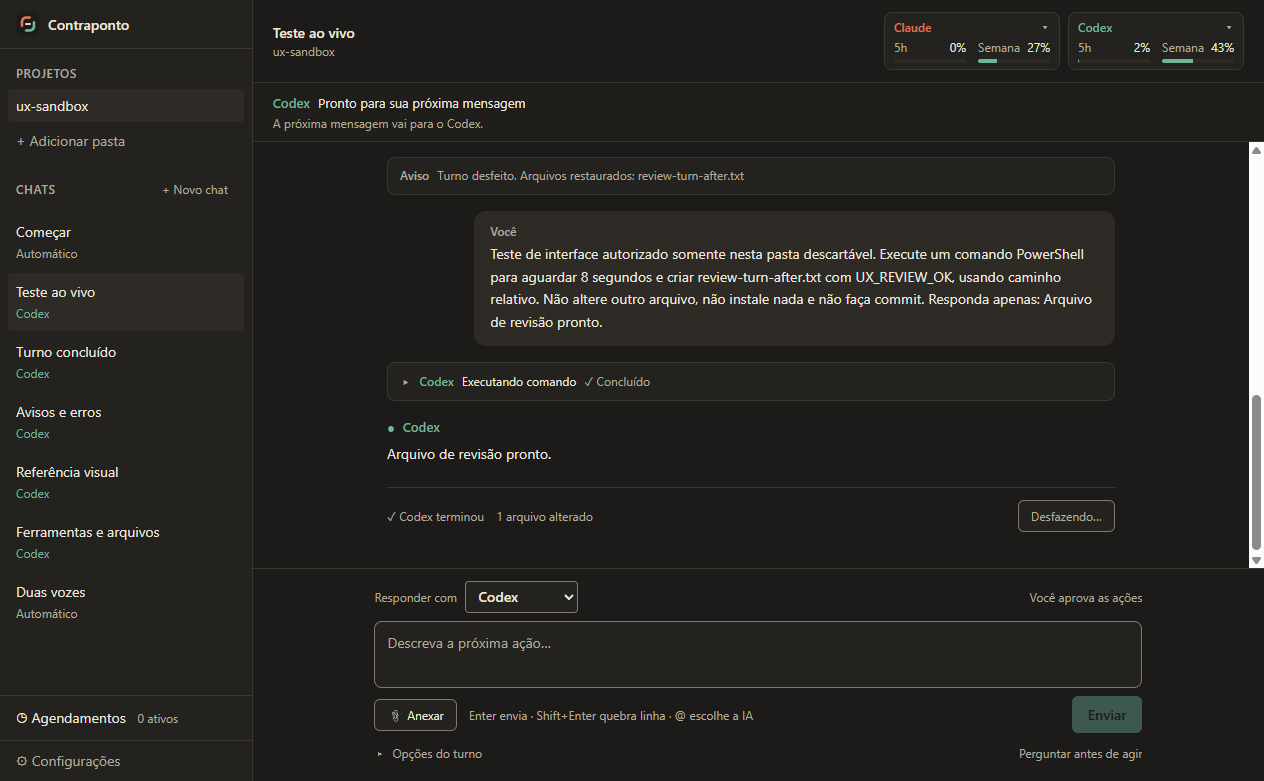 Contraponto
PROJETOS
ux-sandbox
+ Adicionar pasta
CHATS
+ Novo chat
Começar
Automático
Teste ao vivo
Codex
Turno concluído
Codex
Avisos e erros
Codex
Referência visual
Codex
Ferramentas e arquivos
Codex
Duas vozes
Automático
Agendamentos 0 ativos
Configurações
Teste ao vivo
ux-sandbox
Claude
5h 0% Semana 27%
Codex
5h 2% Semana 43%
Codex Pronto para sua próxima mensagem
A próxima mensagem vai para o Codex.
Aviso Turno desfeito. Arquivos restaurados: review-turn-after.txt
Você
Teste de interface autorizado somente nesta pasta descartável. Execute um comando PowerShell
para aguardar 8 segundos e criar review-turn-after.txt com UX_REVIEW_OK, usando caminho
relativo. Não altere outro arquivo, não instale nada e não faça commit. Responda apenas: Arquivo
de revisão pronto.
Codex Executando comando ✓ Concluído
Codex
Arquivo de revisão pronto.
✓ Codex terminou 1 arquivo alterado
Desfazendo...
Responder com Codex
Você aprova as ações
Descreva a próxima ação...
Anexar
Enter envia · Shift+Enter quebra linha · @ escolhe a IA
Enviar
Opções do turno
Perguntar antes de agir